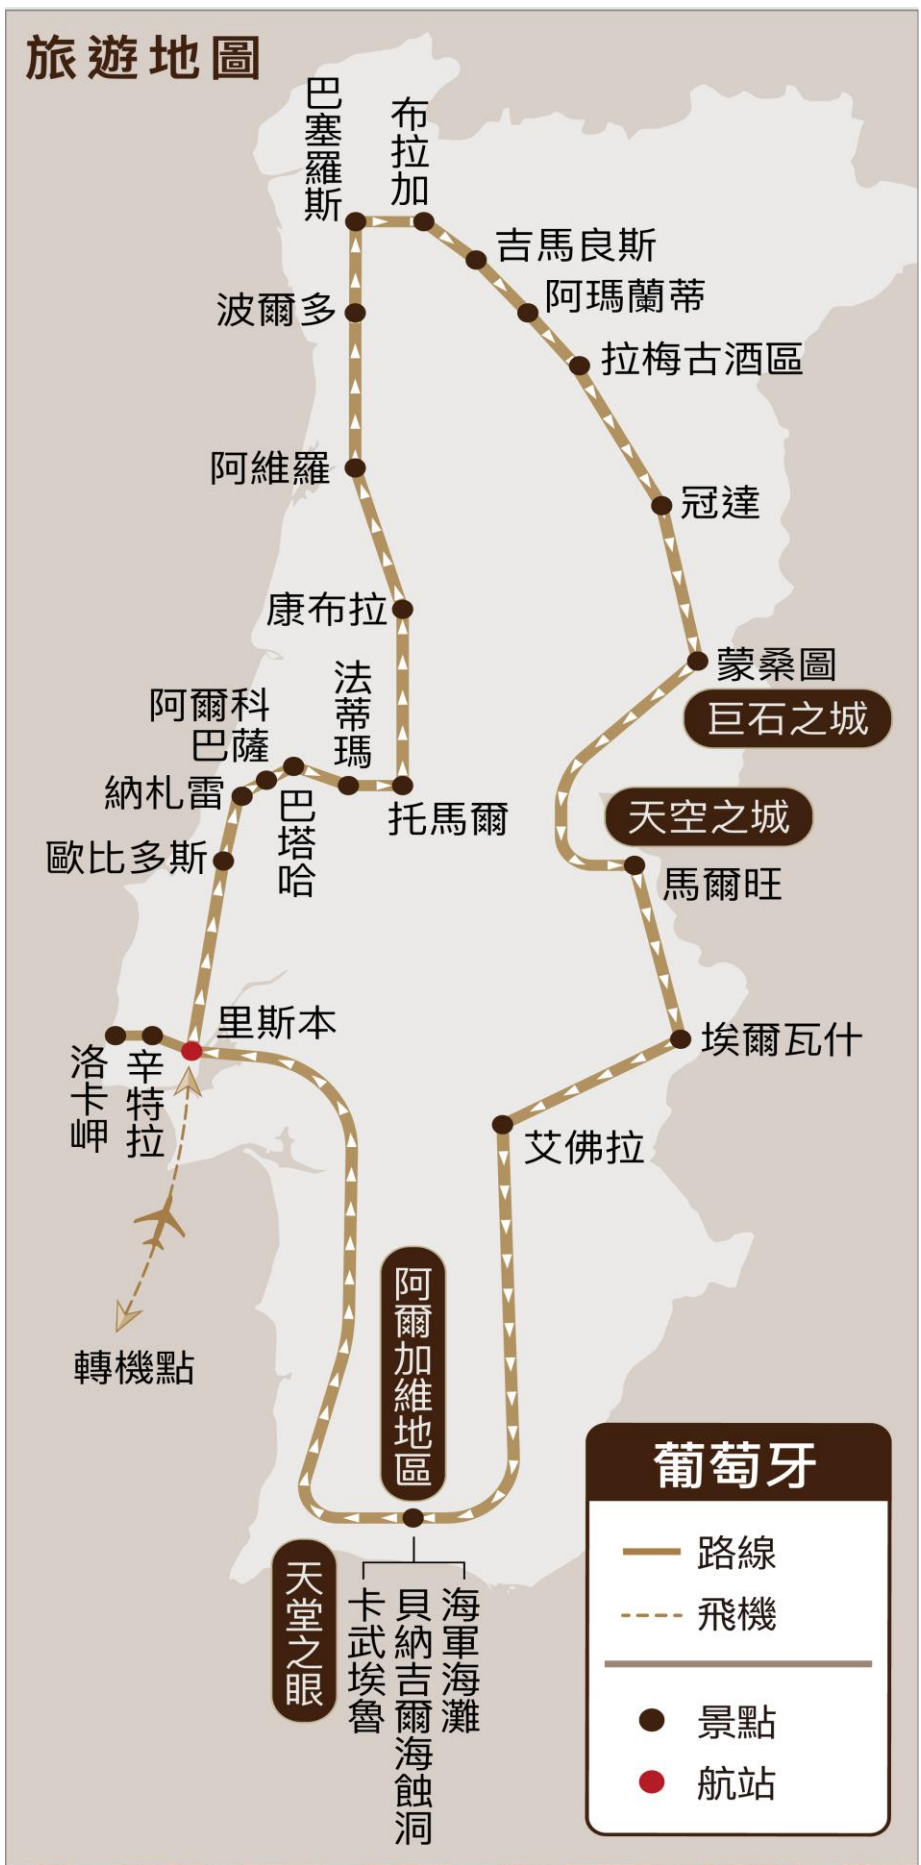 旅遊地圖
巴塞羅斯
布拉加
吉馬良斯
阿瑪蘭蒂
波爾多
拉梅古酒區
阿維羅
冠達
康布拉
蒙桑圖
巨石之城
法蒂瑪
阿爾科
巴薩
納札雷
巴塔哈
托馬爾
天空之城
歐比多斯
馬爾旺
里斯本
洛卡岬
辛特拉
埃爾瓦什
艾佛拉
轉機點
阿爾加維地區
天堂之眼
卡武埃魯
貝納吉爾海蝕洞
海軍海灘
葡萄牙
路線
飛機
景點
航站